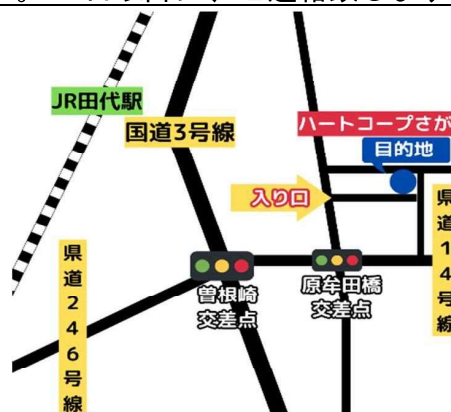 JR田代駅
国道3号線
ハートコープさが
目的地
入り口
県道14号線
曽根崎
交差点
原牟田橋
交差点
県道246号線